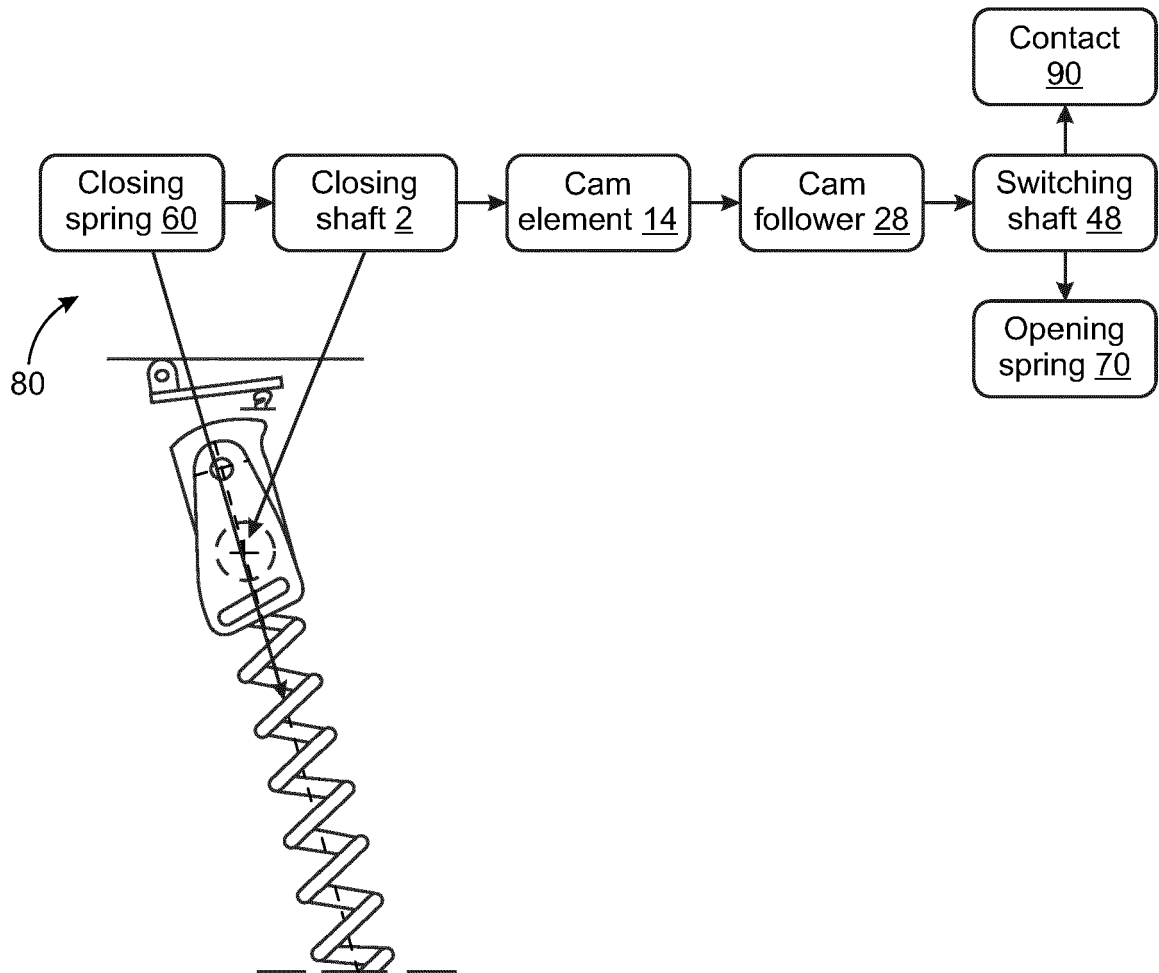 Contact
90
Closing
spring 60
Closing
shaft 2
Cam
element 14
Cam
follower 28
Switching
shaft 48
Opening
spring 70
80